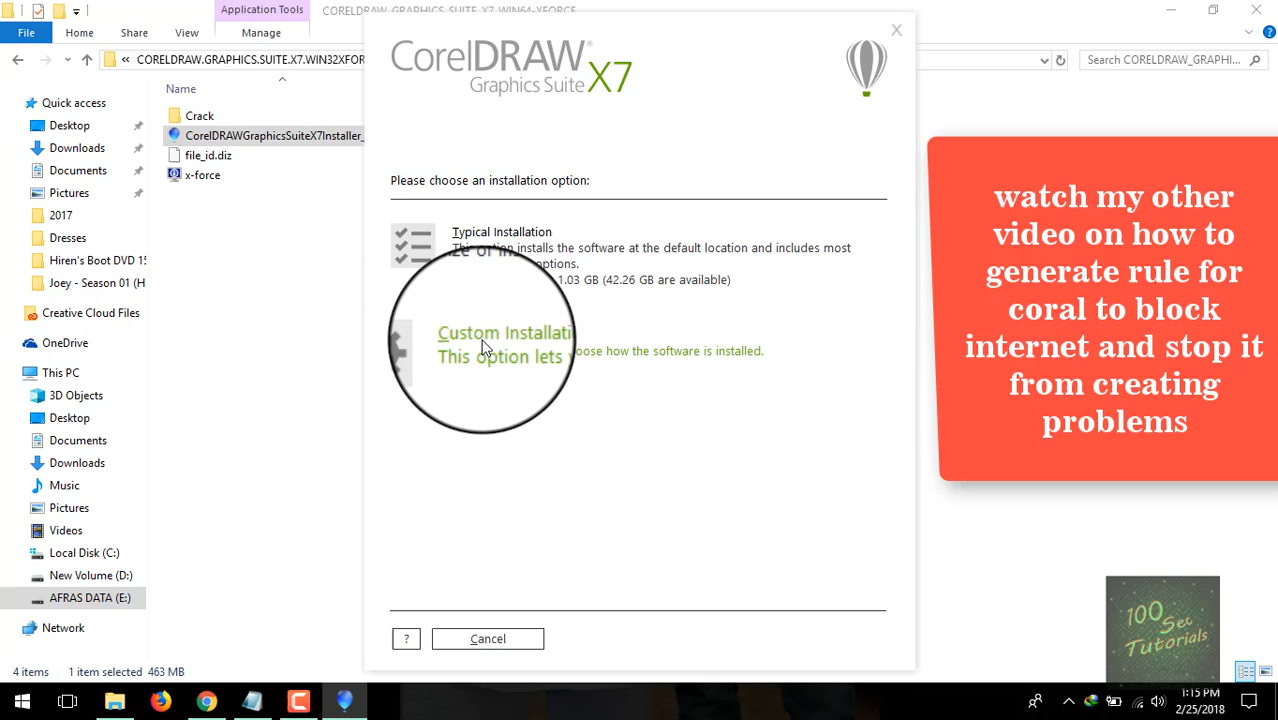 Application Tools
CORELDRAW_GRAPHICS_SUITE_X7_WIN64-XFORCE
File
Home
Share
View
Manage
« CORELDRAW.GRAPHICS.SUITE.X7.WIN32XFOR
Search CORELDRAW_GRAPHI...
Quick access
Desktop
Downloads
Documents
Pictures
2017
Dresses
Hiren's Boot DVD 15
Joey - Season 01 (H
Creative Cloud Files
OneDrive
This PC
3D Objects
Desktop
Documents
Downloads
Music
Pictures
Videos
Local Disk (C:)
New Volume (D:)
AFRAS DATA (E:)
Network
Name
Crack
CorelDRAWGraphicsSuiteX7Installer_
file_id.diz
x-force
4 items
1 item selected 463 MB
X
CorelDRAW®
Graphics Suite X7
Please choose an installation option:
Typical Installation
This option installs the software at the default location and includes most
options.
1.03 GB (42.26 GB are available)
Custom Installati
This option lets oose how the software is installed.
?
Cancel
watch my other
video on how to
generate rule for
coral to block
internet and stop it
from creating
problems
100
Sec
Tutorials
1:15 PM
2/25/2018